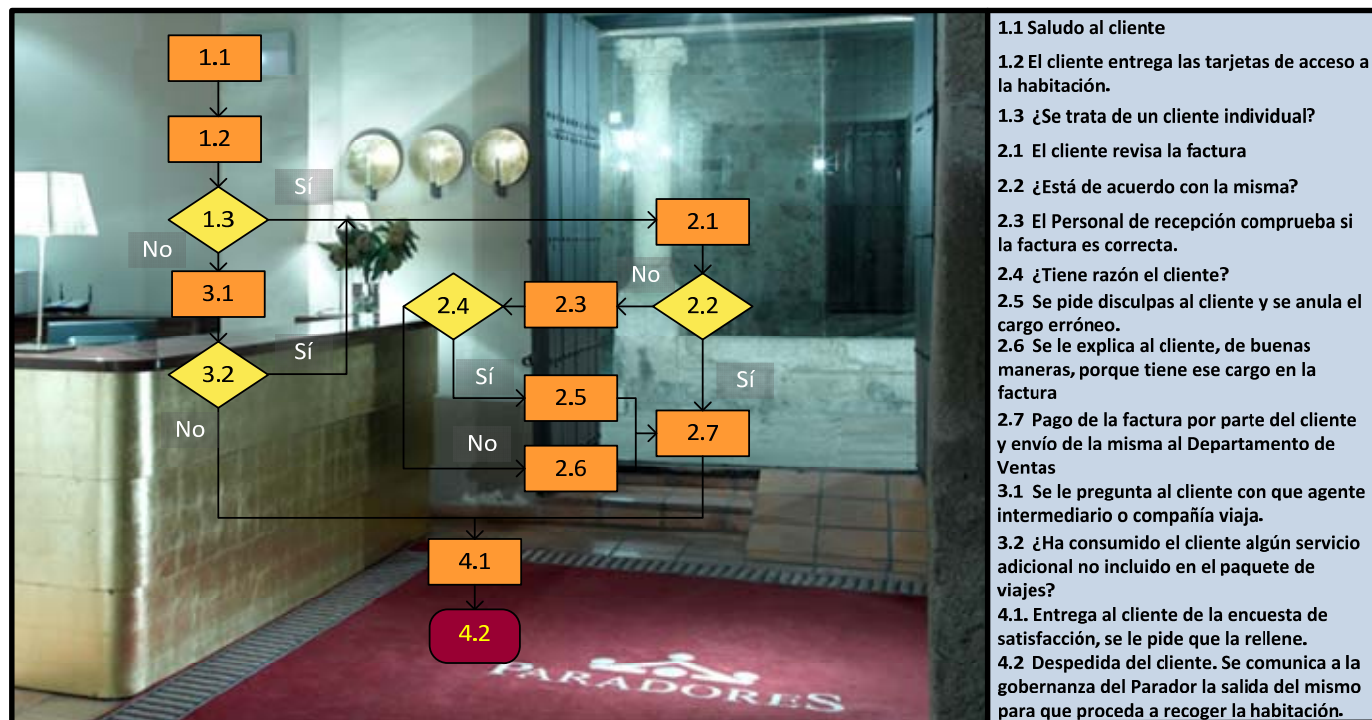 1.1
1.2
Sí
1.3
2.1
No
3.1
No
2.4
2.3
2.2
Sí
3.2
Sí
Sí
2.5
No
2.7
No
2.6
4.1
4.2
PARADORES
1.1 Saludo al cliente
1.2 El cliente entrega las tarjetas de acceso a
la habitación.
1.3 ¿Se trata de un cliente individual?
2.1 El cliente revisa la factura
2.2 ¿Está de acuerdo con la misma?
2.3 El Personal de recepción comprueba si
la factura es correcta.
2.4 ¿Tiene razón el cliente?
2.5 Se pide disculpas al cliente y se anula el
cargo erróneo.
2.6 Se le explica al cliente, de buenas
maneras, porque tiene ese cargo en la
factura
2.7 Pago de la factura por parte del cliente
y envío de la misma al Departamento de
Ventas
3.1 Se le pregunta al cliente con que agente
intermediario o compañía viaja.
3.2 ¿Ha consumido el cliente algún servicio
adicional no incluido en el paquete de
viajes?
4.1. Entrega al cliente de la encuesta de
satisfacción, se le pide que la rellene.
4.2 Despedida del cliente. Se comunica a la
gobernanza del Parador la salida del mismo
para que proceda a recoger la habitación.